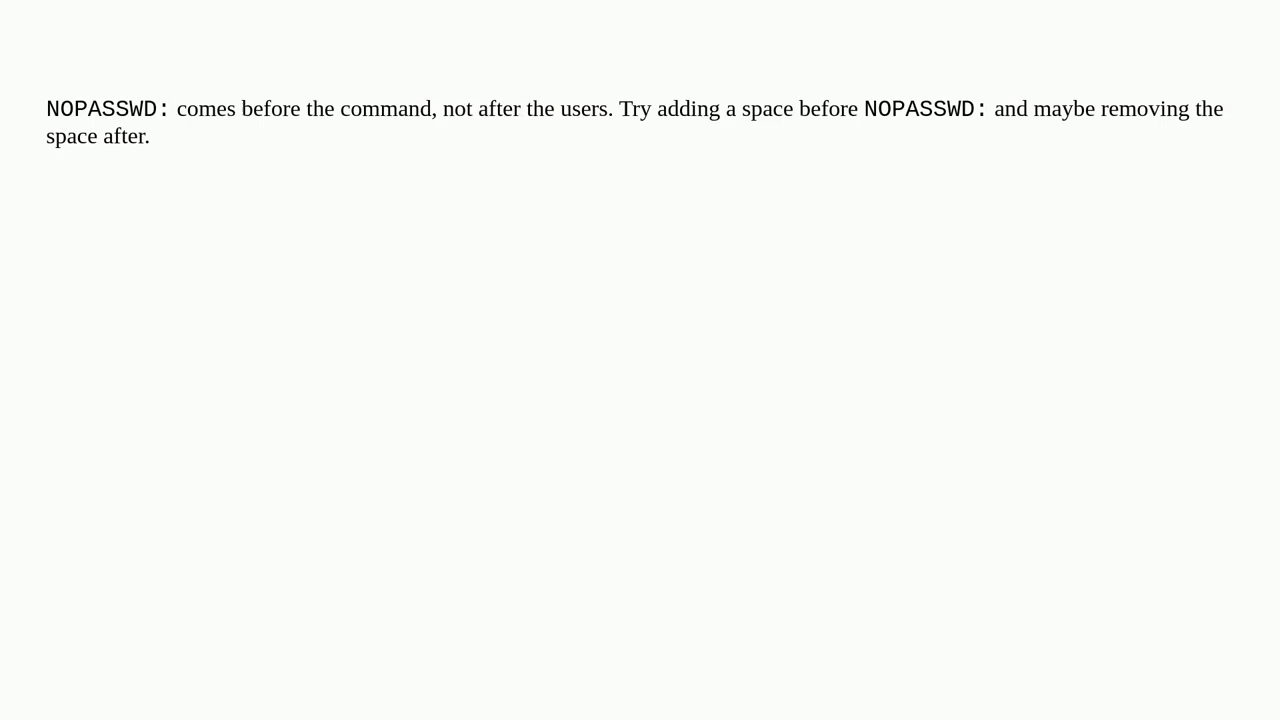 NOPASSWD: comes before the command, not after the users. Try adding a space before NOPASSWD: and maybe removing the
space after.